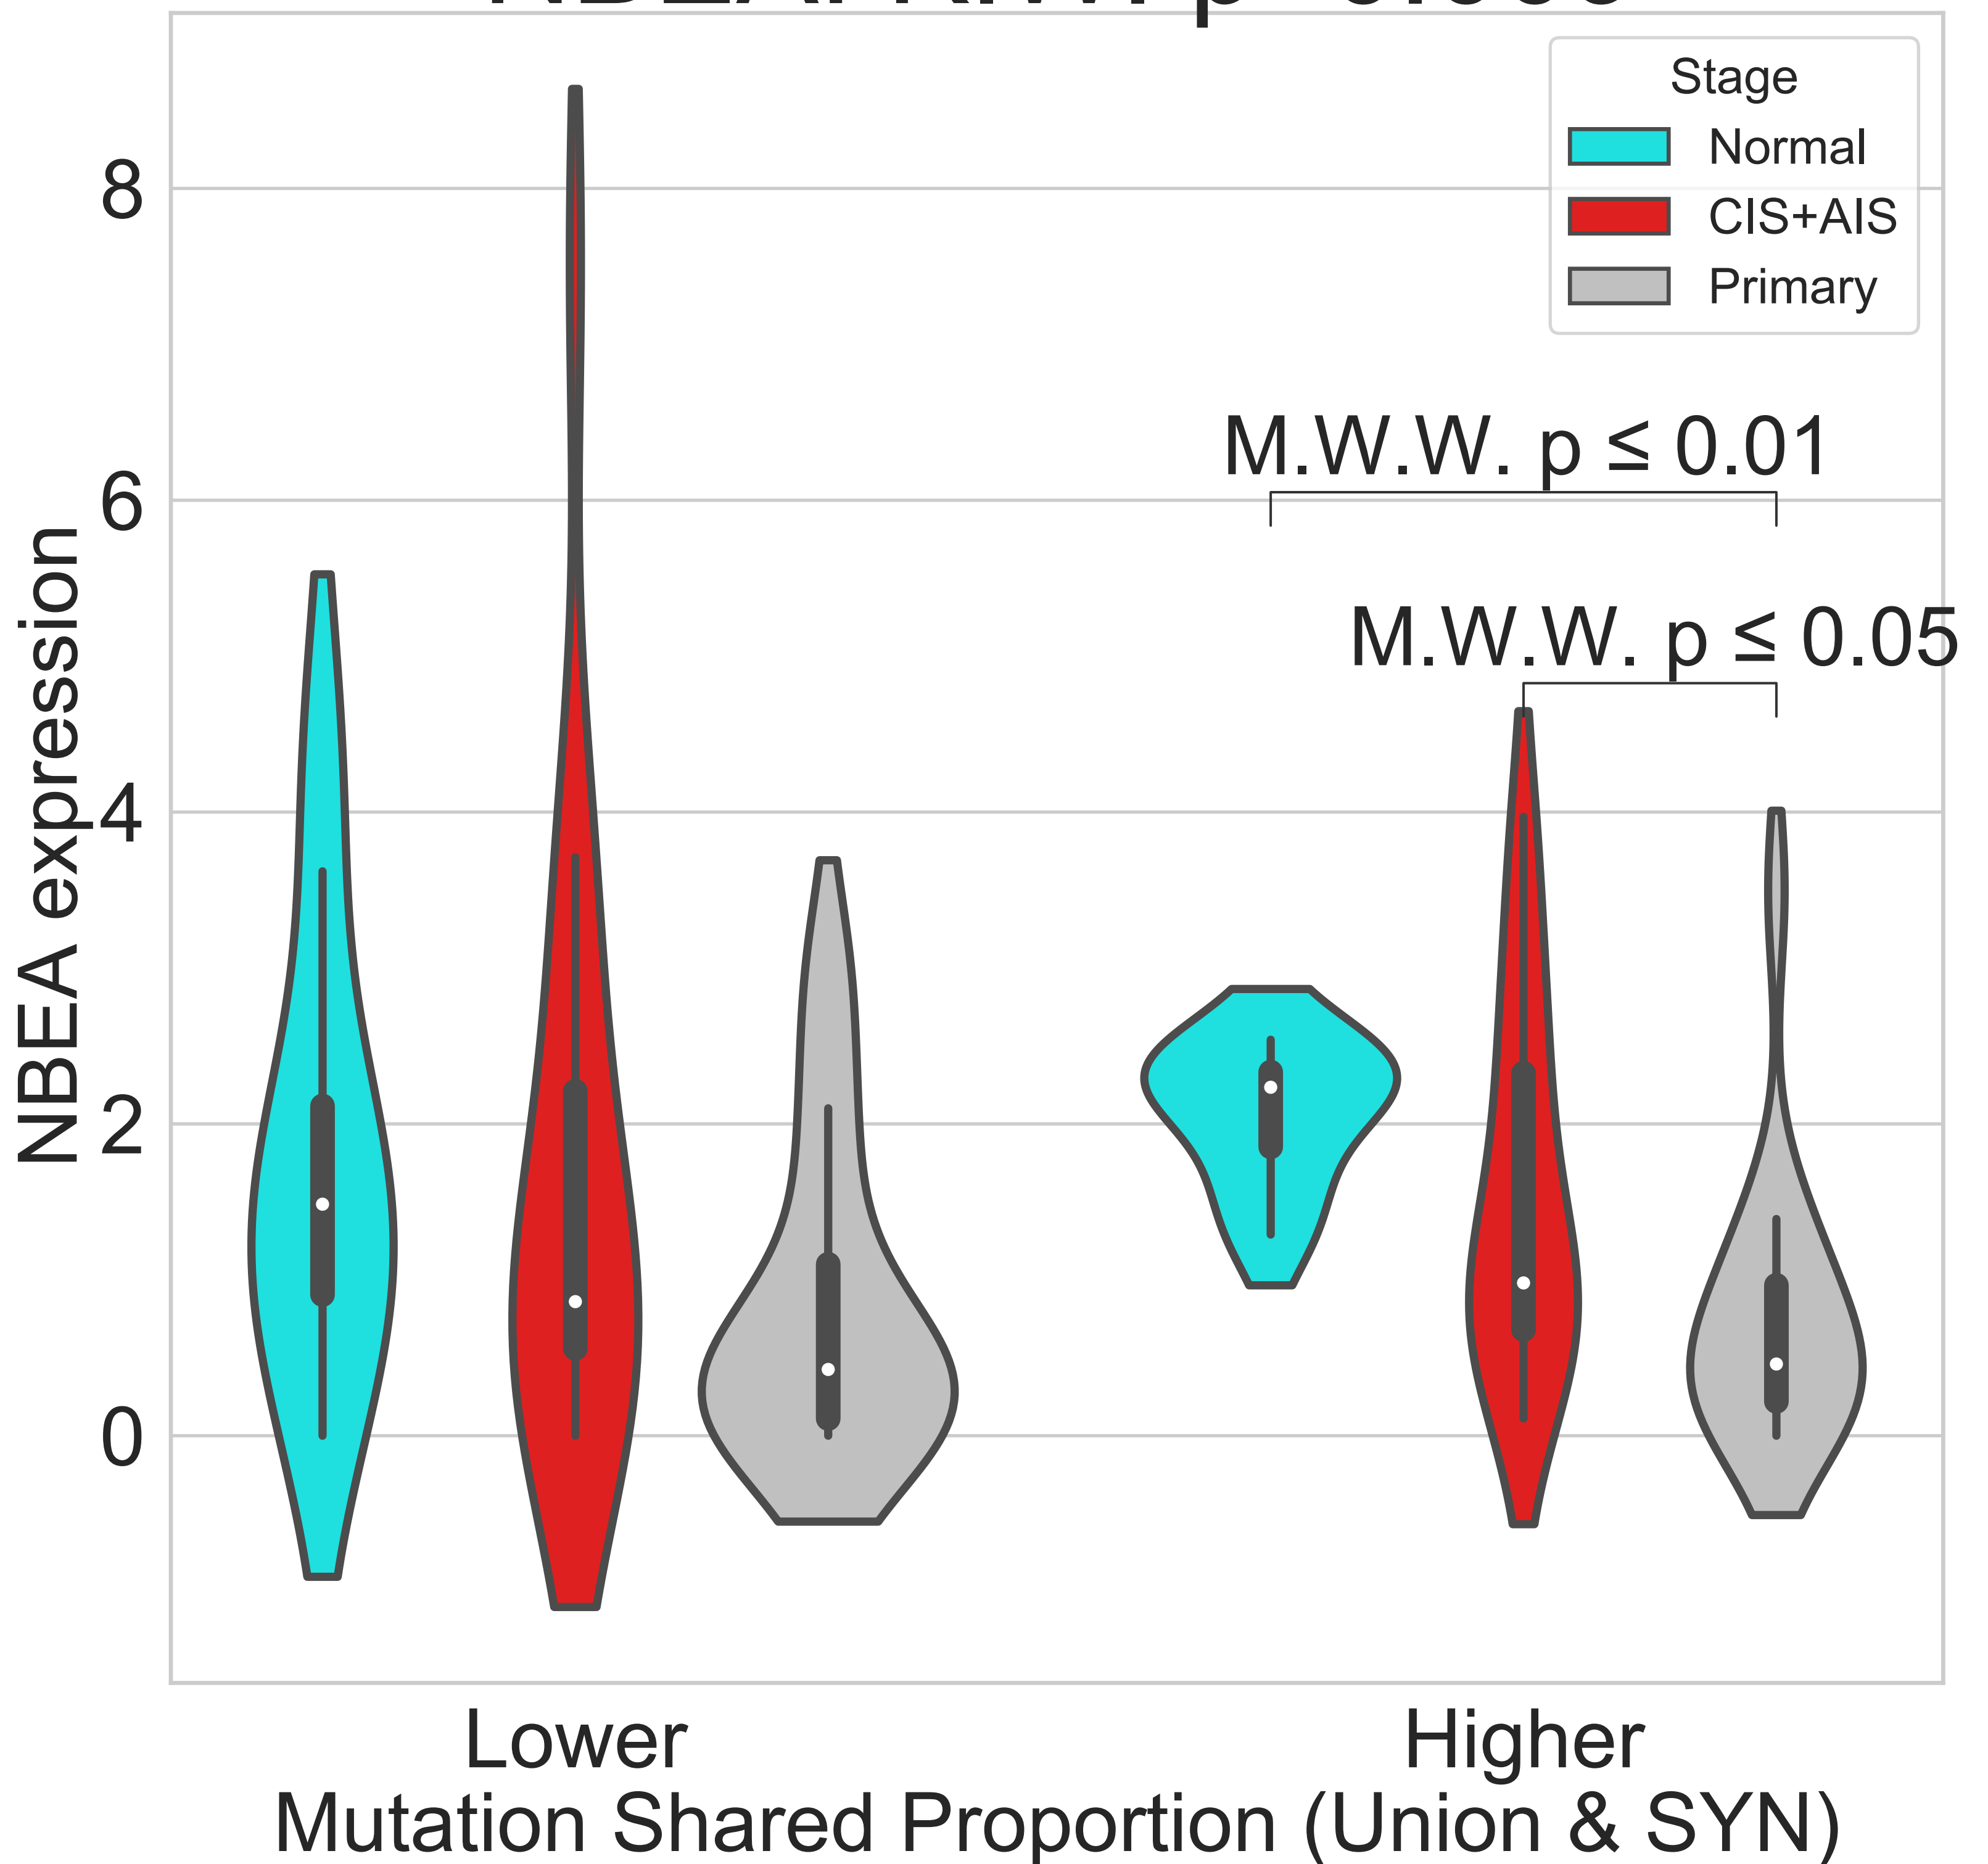 Stage
Normal
CIS+AIS
Primary
M.W.W. p ≤ 0.01
M.W.W. p ≤ 0.05
NBEA expression
8
6
4
2
0
Lower
Higher
Mutation Shared Proportion (Union & SYN)